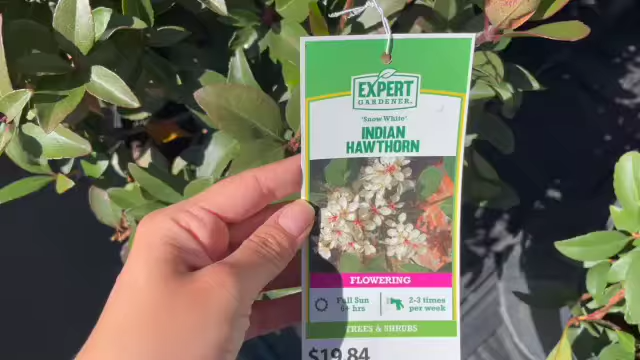 EXPERT
GARDENER
'Snow White'
INDIAN
HAWTHORN
FLOWERING
Full Sun
6+ hrs
2-3 times
per week
TREES & SHRUBS
$19.84